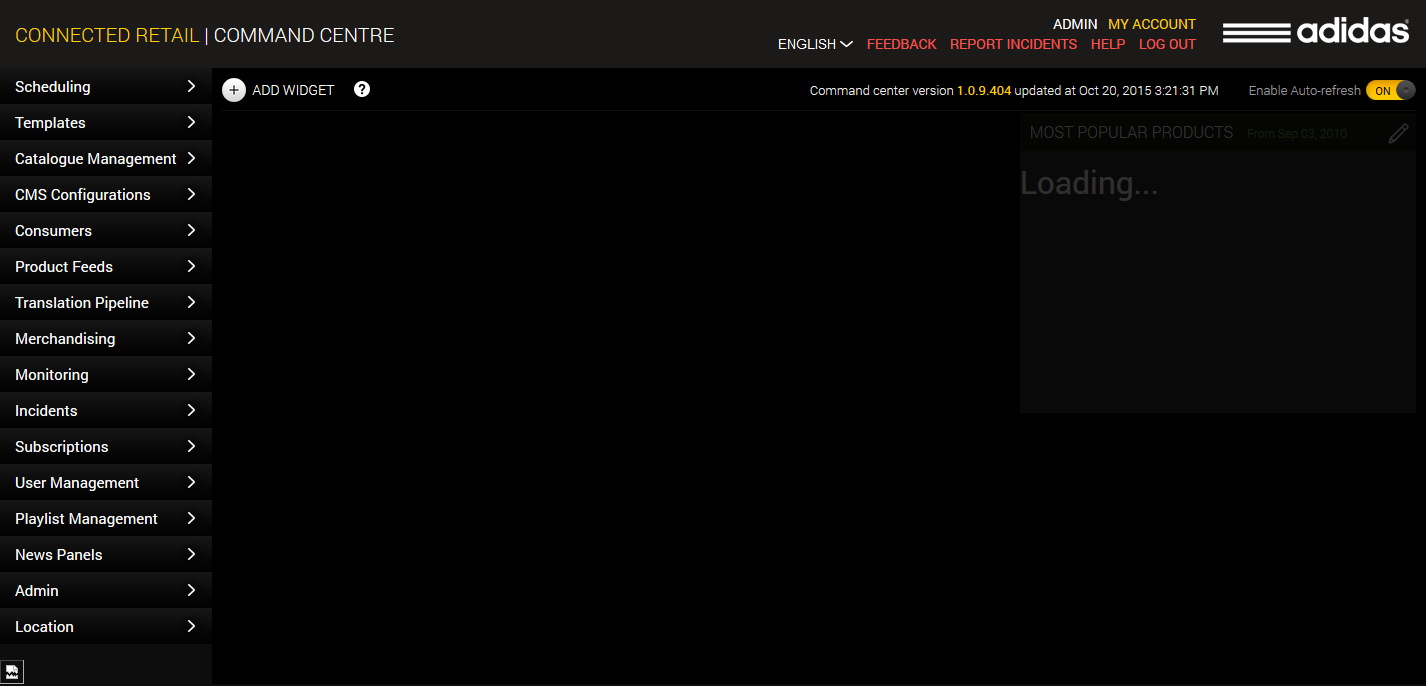 CONNECTED RETAIL | COMMAND CENTRE
ADMIN MY ACCOUNT
ENGLISH FEEDBACK REPORT INCIDENTS HELP LOG OUT
adidas
Scheduling
Templates
Catalogue Management
CMS Configurations
Consumers
Product Feeds
Translation Pipeline
Merchandising
Monitoring
Incidents
Subscriptions
User Management
Playlist Management
News Panels
Admin
Location
+ ADD WIDGET ?
Command center version 1.0.9.404 updated at Oct 20, 2015 3:21:31 PM
Enable Auto-refresh ON
MOST POPULAR PRODUCTS From Sep 03, 2010
Loading...